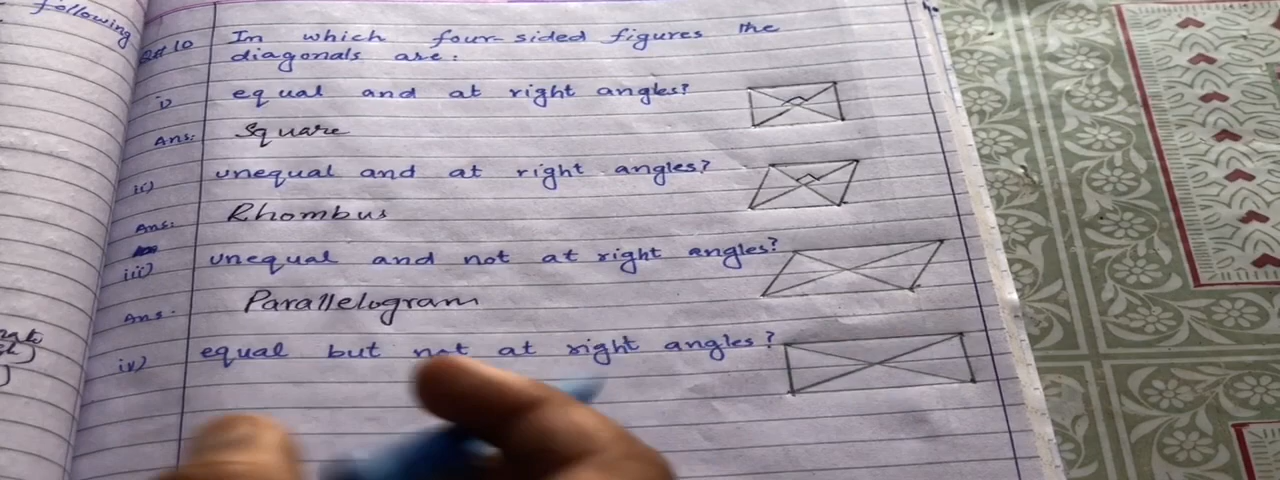 following
Qst 10 In which four-sided figures the
diagonals are:
i) equal and at right angles?
Ans: Square
ii) unequal and at right angles?
Ans: Rhombus
iii) unequal and not at right angles?
Ans. Parallelogram
iv) equal but not at right angles?